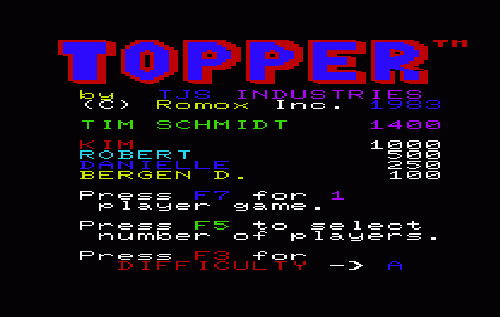 TOPPER™
by TJS INDUSTRIES
(C) Romox Inc. 1983
TIM SCHMIDT 1400
KIM 1000
ROBERT 500
DANIELLE 250
BERGEN D. 100
Press F7 for 1
player game.
Press F5 to select
number of players.
Press F3 for
DIFFICULTY -> A